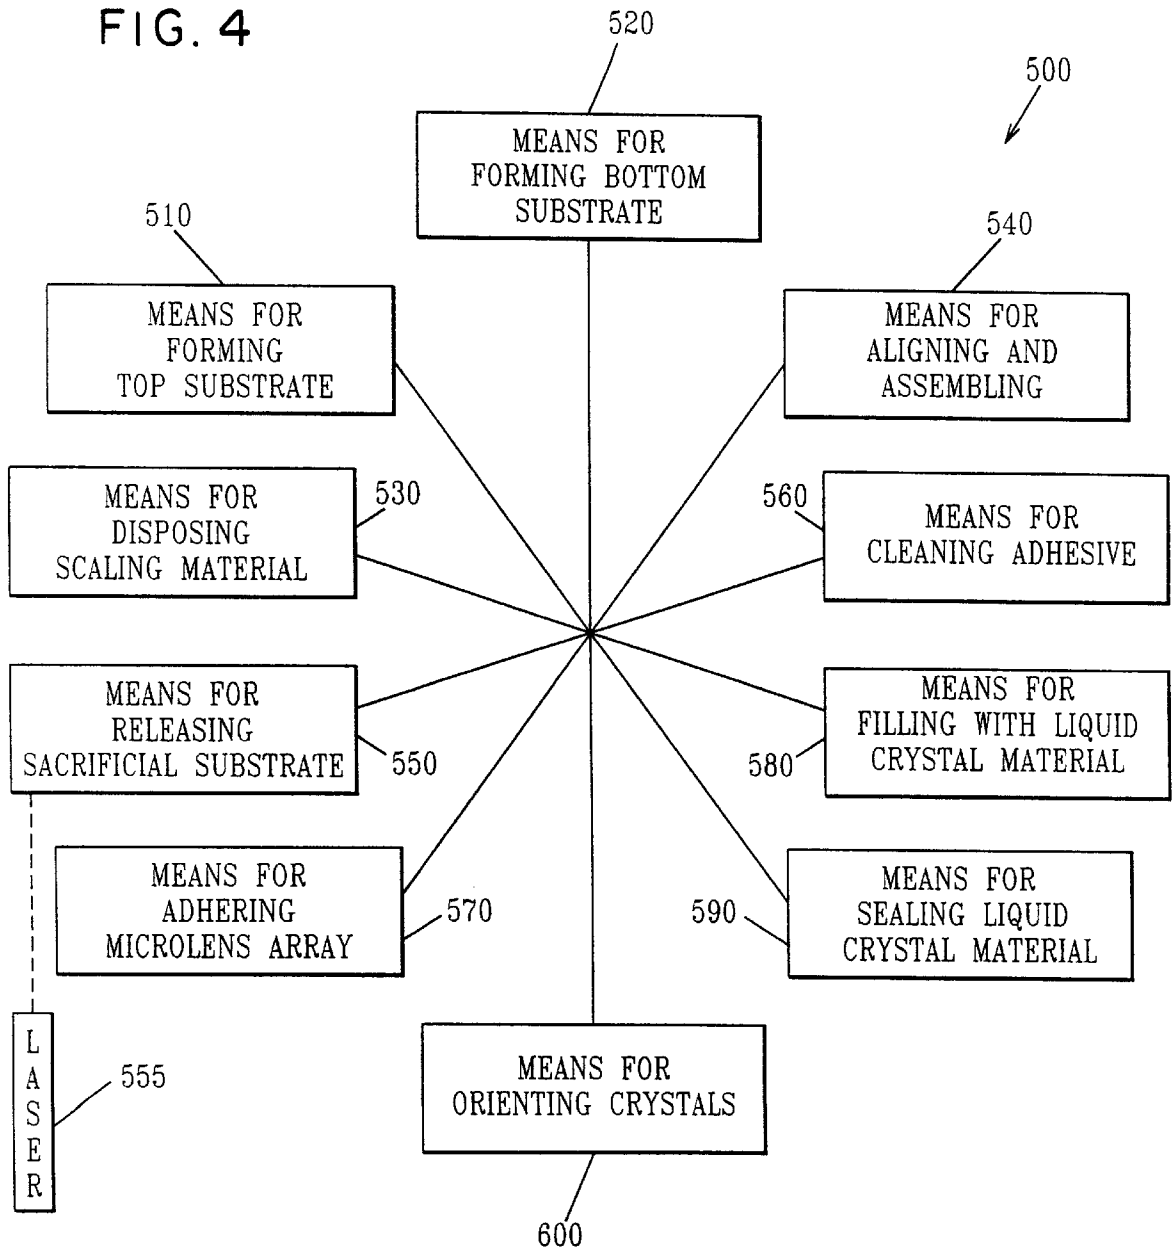 FIG. 4
520
500
MEANS FOR
FORMING BOTTOM
SUBSTRATE
510
540
MEANS FOR
FORMING
TOP SUBSTRATE
MEANS FOR
ALIGNING AND
ASSEMBLING
MEANS FOR
DISPOSING
SCALING MATERIAL
530
560
MEANS FOR
CLEANING ADHESIVE
MEANS FOR
RELEASING
SACRIFICIAL SUBSTRATE
550
580
MEANS FOR
FILLING WITH LIQUID
CRYSTAL MATERIAL
MEANS FOR
ADHERING
MICROLENS ARRAY
570
590
MEANS FOR
SEALING LIQUID
CRYSTAL MATERIAL
LASER
555
MEANS FOR
ORIENTING CRYSTALS
600